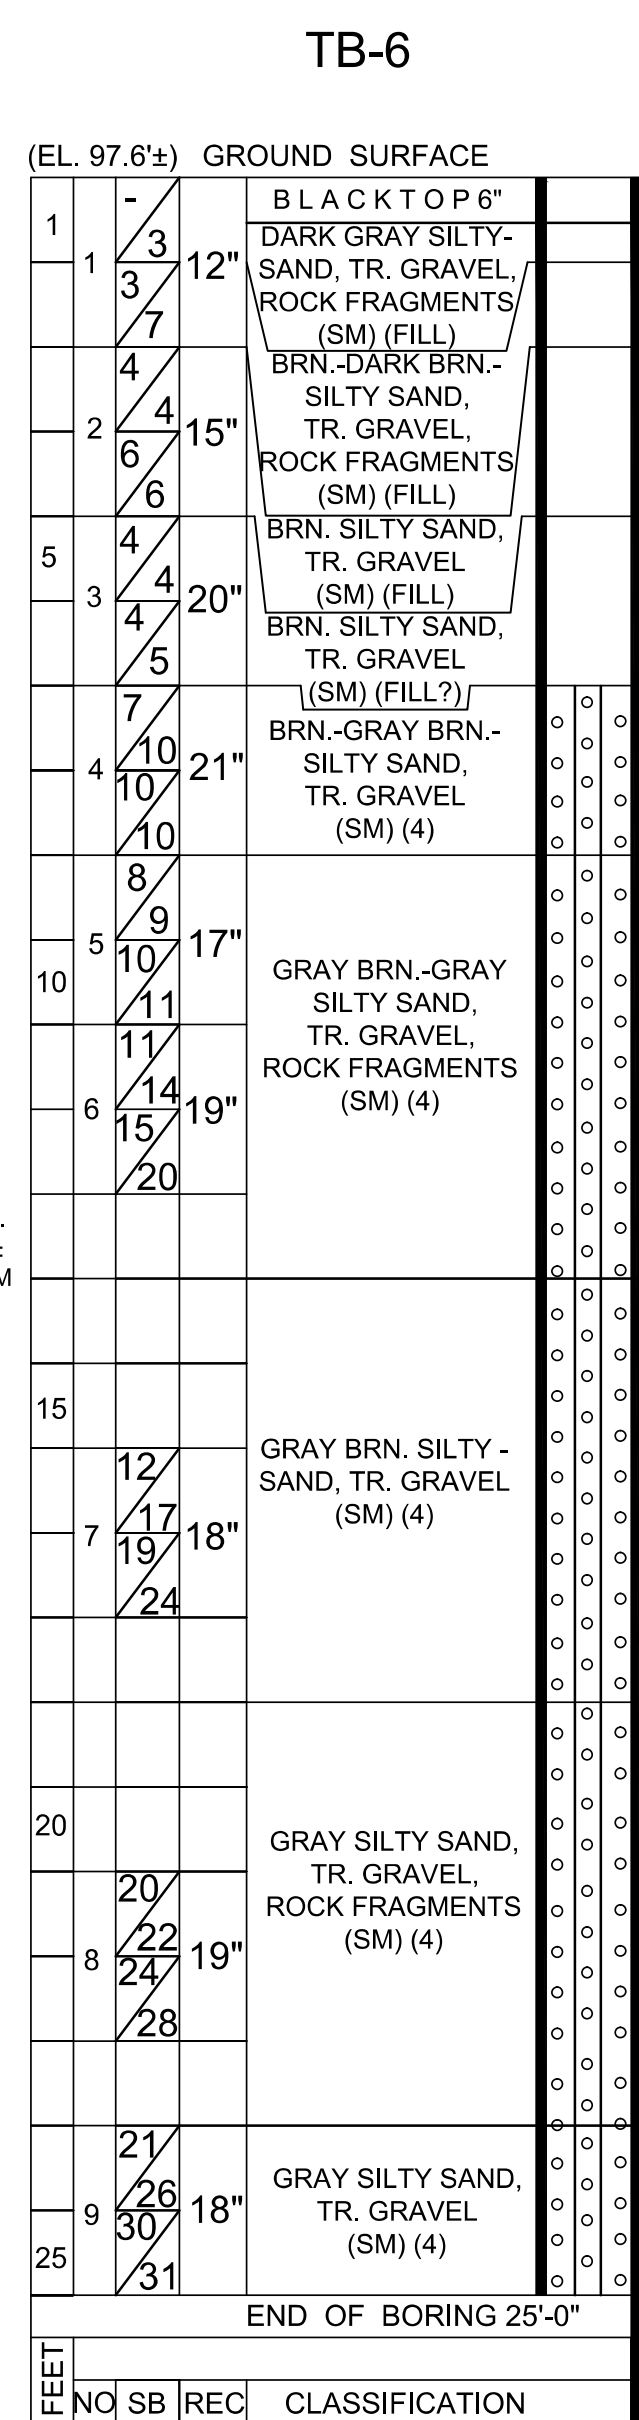 TB-6
(EL. 97.6'±) GROUND SURFACE
1
1
-
3
3
7
12"
B L A C K T O P 6"
DARK GRAY SILTY-
SAND, TR. GRAVEL,
ROCK FRAGMENTS
(SM) (FILL)
2
4
4
6
6
15"
BRN.-DARK BRN.-
SILTY SAND,
TR. GRAVEL,
ROCK FRAGMENTS
(SM) (FILL)
5
3
4
4
4
5
20"
BRN. SILTY SAND,
TR. GRAVEL
(SM) (FILL)
BRN. SILTY SAND,
TR. GRAVEL
(SM) (FILL?)
4
7
10
10
10
21"
BRN.-GRAY BRN.-
SILTY SAND,
TR. GRAVEL
(SM) (4)
10
5
8
9
10
11
17"
6
11
14
15
20
19"
GRAY BRN.-GRAY
SILTY SAND,
TR. GRAVEL,
ROCK FRAGMENTS
(SM) (4)
15
7
12
17
19
24
18"
GRAY BRN. SILTY -
SAND, TR. GRAVEL
(SM) (4)
20
8
20
22
24
28
19"
GRAY SILTY SAND,
TR. GRAVEL,
ROCK FRAGMENTS
(SM) (4)
25
9
21
26
30
31
18"
GRAY SILTY SAND,
TR. GRAVEL
(SM) (4)
END OF BORING 25'-0"
FEET
NO SB REC CLASSIFICATION